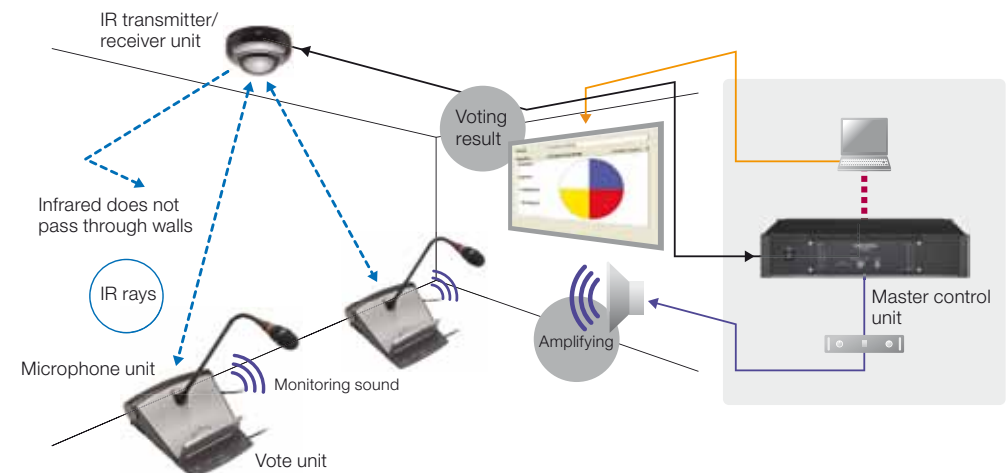 IR transmitter/
receiver unit
Voting
result
Infrared does not
pass through walls
IR rays
Microphone unit
Monitoring sound
Vote unit
Amplifying
Master control
unit